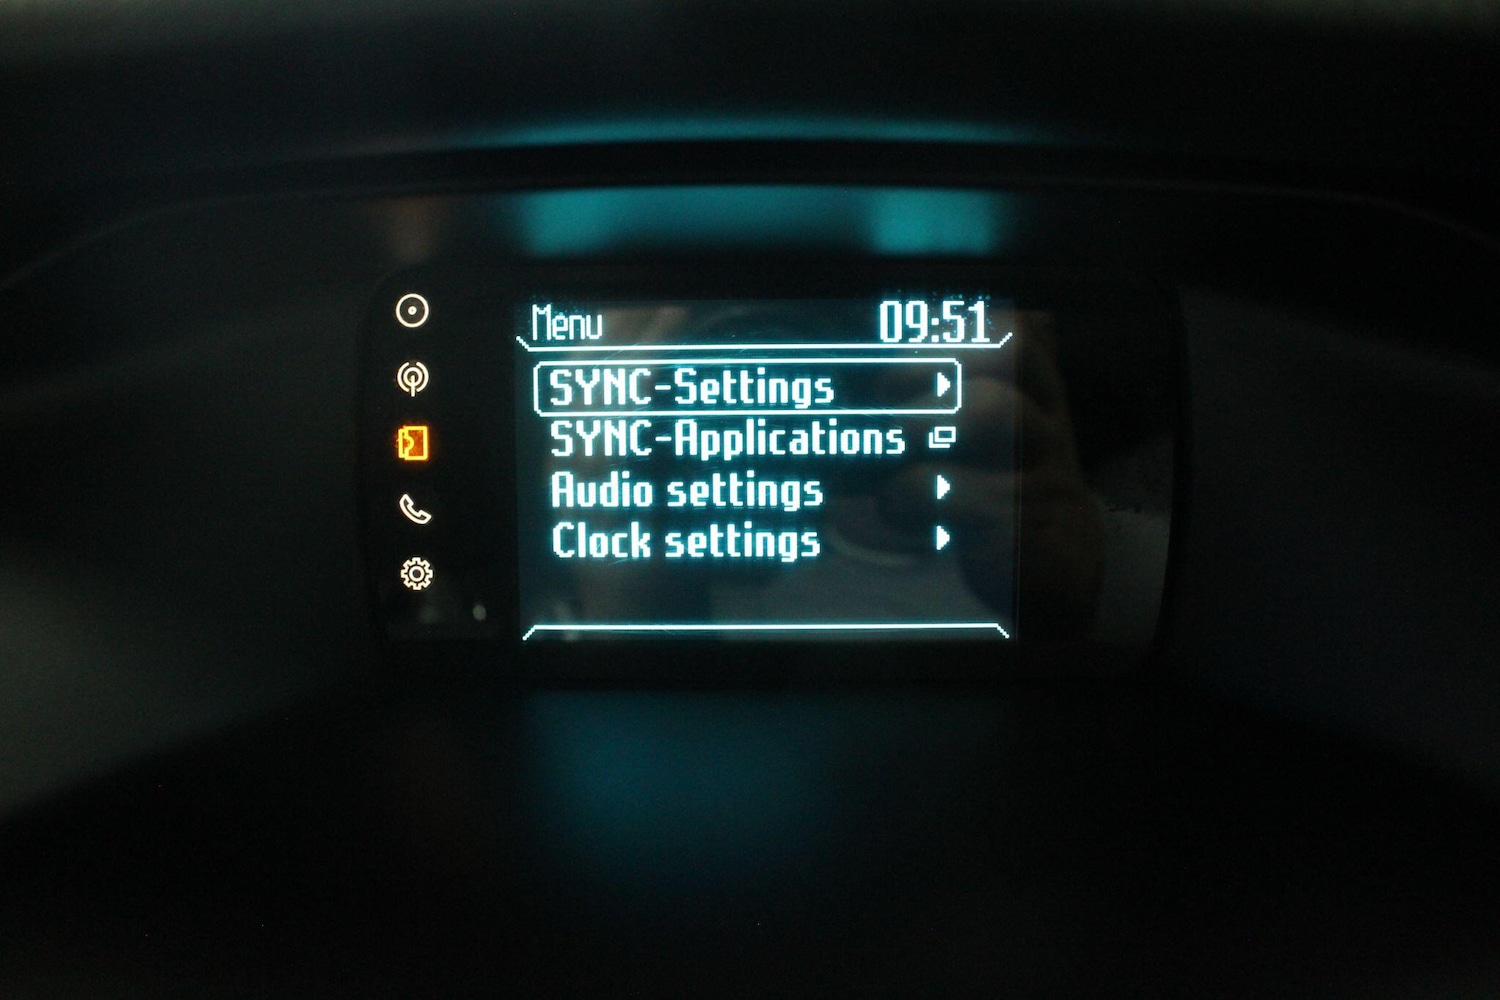 Menu 09:51
SYNC-Settings
SYNC-Applications
Audio settings
Clock settings